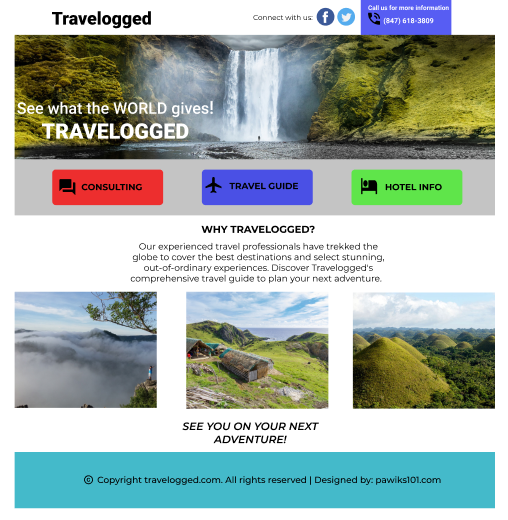 Travelogged
Connect with us:
Call us for more information
(847) 618-3809
See what the WORLD gives!
TRAVELOGGED
CONSULTING
TRAVEL GUIDE
HOTEL INFO
WHY TRAVELOGGED?
Our experienced travel professionals have trekked the
globe to cover the best destinations and select stunning,
out-of-ordinary experiences. Discover Travelogged's
comprehensive travel guide to plan your next adventure.
SEE YOU ON YOUR NEXT
ADVENTURE!
© Copyright travelogged.com. All rights reserved | Designed by: pawiks101.com